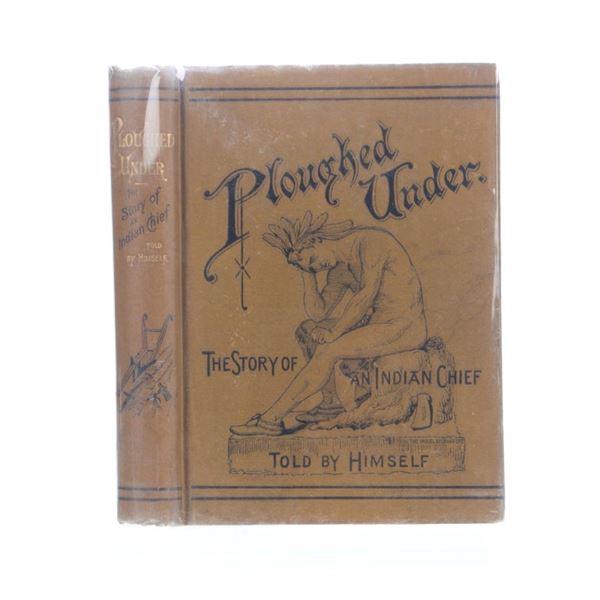 PLOUGHED
UNDER
THE
Story of
AN
Indian Chief
TOLD
BY HIMSELF
Ploughed
Under.
THE STORY OF
AN INDIAN CHIEF
TOLD BY HIMSELF